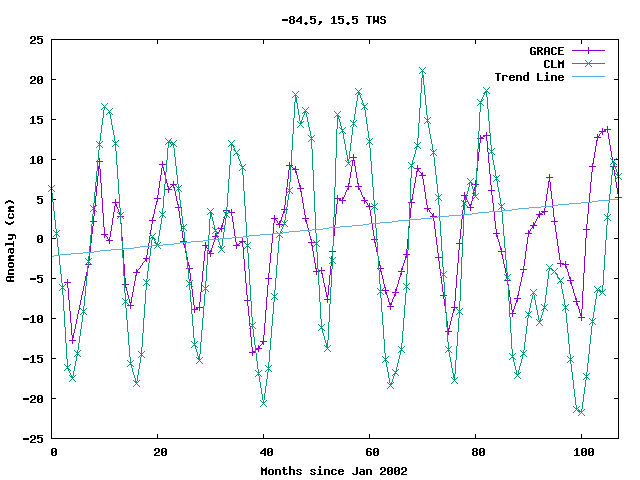 -84.5, 15.5 TWS
GRACE
CLM
Trend Line
25
20
15
10
5
0
-5
-10
-15
-20
-25
Anomaly (cm)
0 20 40 60 80 100
Months since Jan 2002